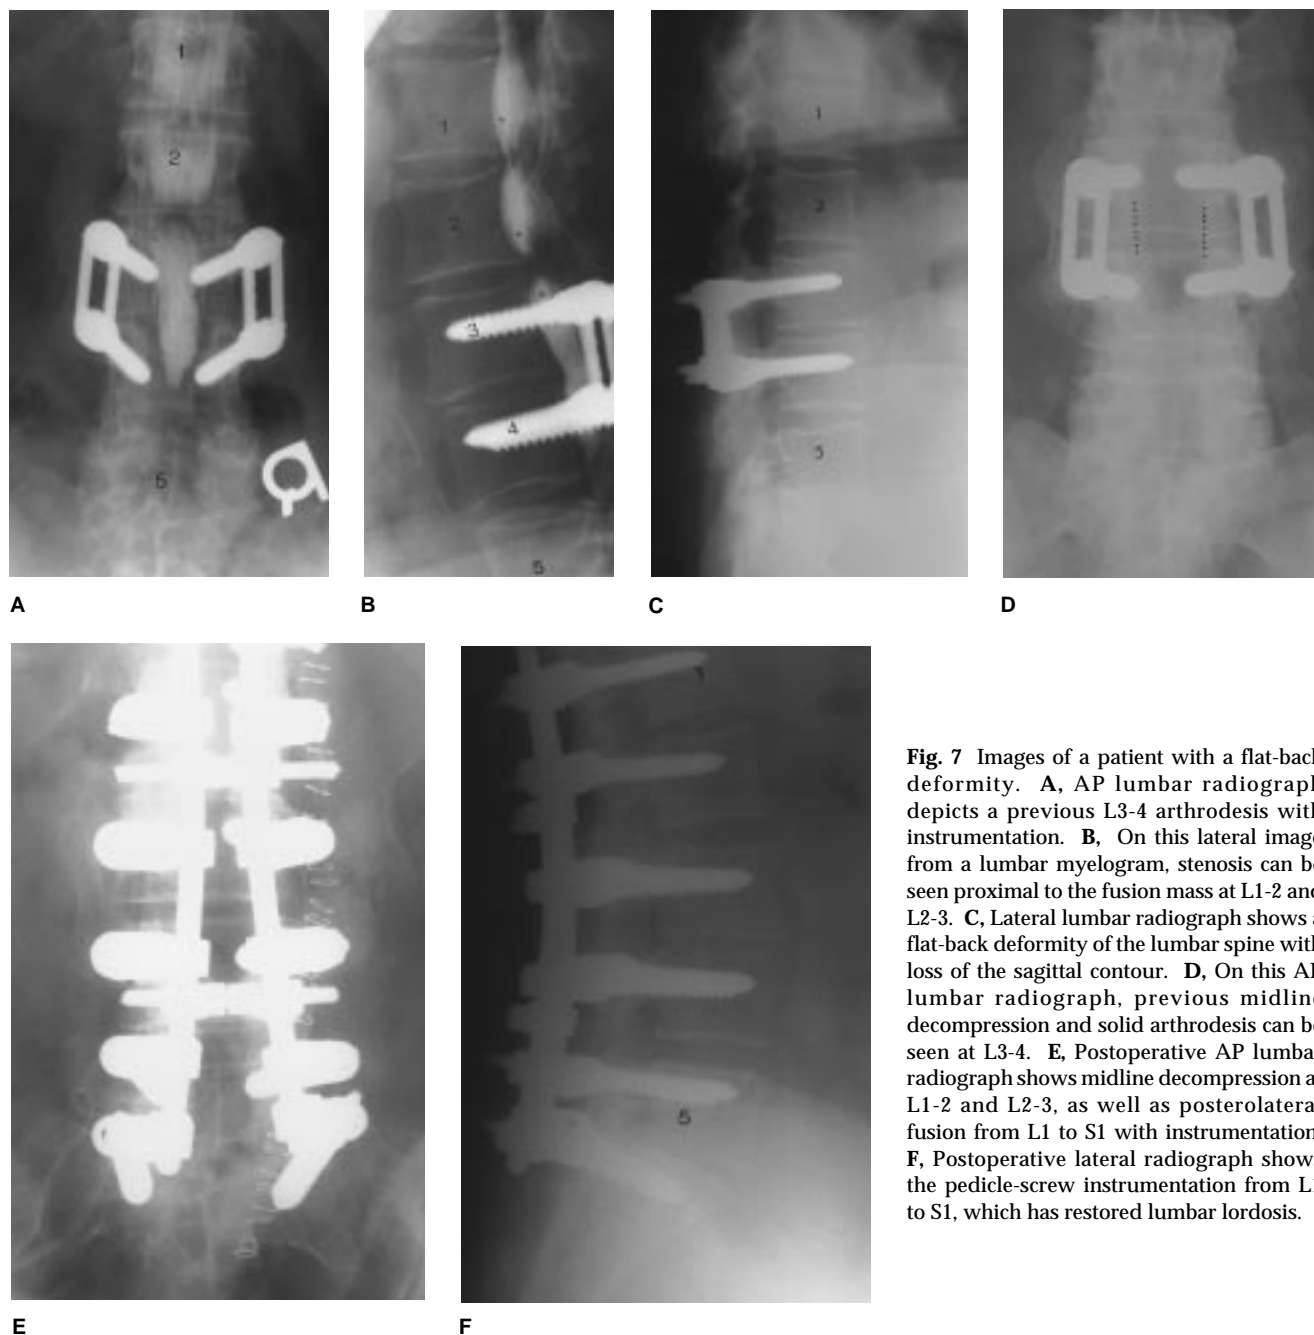 1
2
5
A
1
2
3
4
5
B
1
2
5
C
D
E
1
5
F
Fig. 7 Images of a patient with a flat-back
deformity. A, AP lumbar radiograph
depicts a previous L3-4 arthrodesis with
instrumentation. B, On this lateral image
from a lumbar myelogram, stenosis can be
seen proximal to the fusion mass at L1-2 and
L2-3. C, Lateral lumbar radiograph shows a
flat-back deformity of the lumbar spine with
loss of the sagittal contour. D, On this AP
lumbar radiograph, previous midline
decompression and solid arthrodesis can be
seen at L3-4. E, Postoperative AP lumbar
radiograph shows midline decompression at
L1-2 and L2-3, as well as posterolateral
fusion from L1 to S1 with instrumentation.
F, Postoperative lateral radiograph shows
the pedicle-screw instrumentation from L1
to S1, which has restored lumbar lordosis.